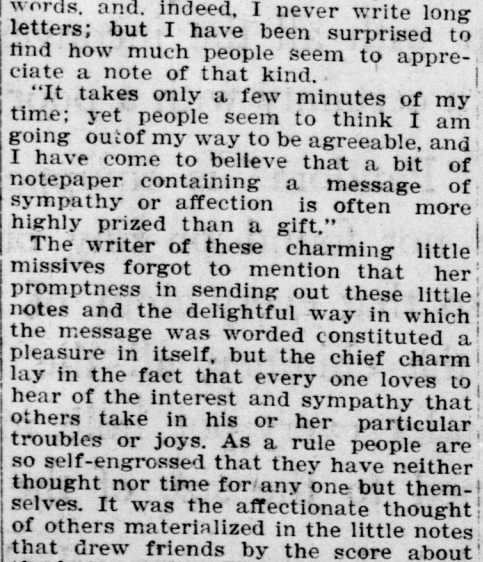 words, and, indeed, I never write long
letters; but I have been surprised to
find how much people seem to appre-
ciate a note of that kind.
"It takes only a few minutes of my
time; yet people seem to think I am
going out of my way to be agreeable, and
I have come to believe that a bit of
notepaper containing a message of
sympathy or affection is often more
highly prized than a gift."
The writer of these charming little
missives forgot to mention that her
promptness in sending out these little
notes and the delightful way in which
the message was worded constituted a
pleasure in itself, but the chief charm
lay in the fact that every one loves to
hear of the interest and sympathy that
others take in his or her particular
troubles or joys. As a rule people are
so self-engrossed that they have neither
thought nor time for any one but them-
selves. It was the affectionate thought
of others materialized in the little notes
that drew friends by the score about